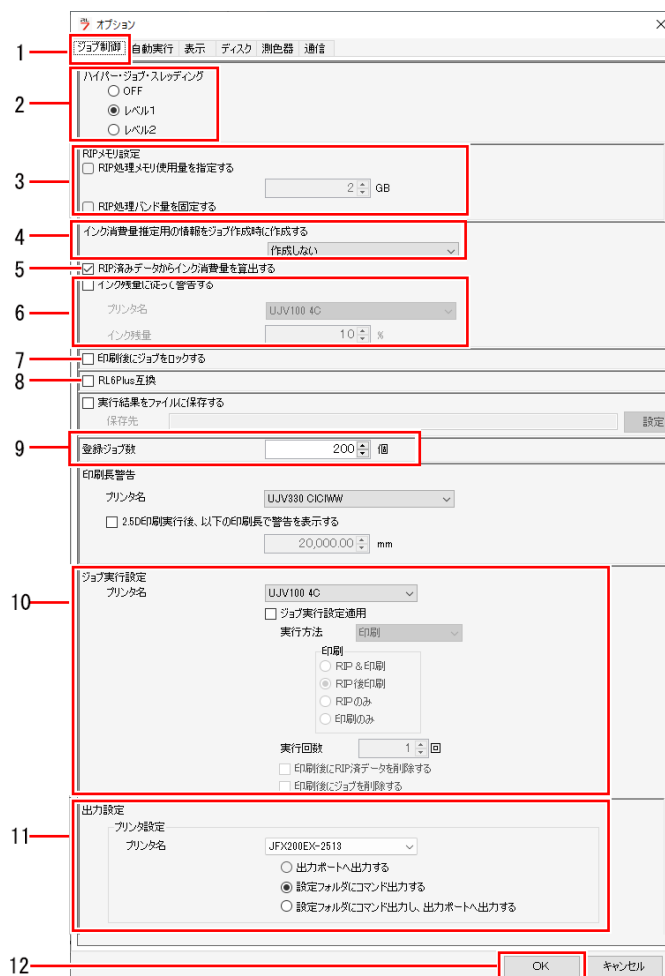 オプション
1
ジョブ制御 自動実行 表示 ディスク 測色器 通信
2
ハイパー・ジョブ・スレッディング
OFF
レベル1
レベル2
3
RIPメモリ設定
RIP処理メモリ使用量を指定する
2 GB
RIP処理バンド量を固定する
4
インク消費量推定用の情報をジョブ作成時に作成する
作成しない
5
RIP済みデータからインク消費量を算出する
6
インク残量に従って警告する
プリンタ名 UJV100 4C
インク残量 10 %
7
印刷後にジョブをロックする
8
RL6Plus互換
実行結果をファイルに保存する
保存先 設定
9
登録ジョブ数 200 個
印刷長警告
プリンタ名 UJV330 CICIWW
2.5D印刷実行後、以下の印刷長で警告を表示する
20,000.00 mm
10
ジョブ実行設定
プリンタ名 UJV100 4C
ジョブ実行設定適用
実行方法 印刷
印刷
RIP & 印刷
RIP後印刷
RIPのみ
印刷のみ
実行回数 1 回
印刷後にRIP済データを削除する
印刷後にジョブを削除する
11
出力設定
プリンタ設定
プリンタ名 JFX200EX-2513
出力ポートへ出力する
設定フォルダにコマンド出力する
設定フォルダにコマンド出力し、出力ポートへ出力する
12
OK キャンセル